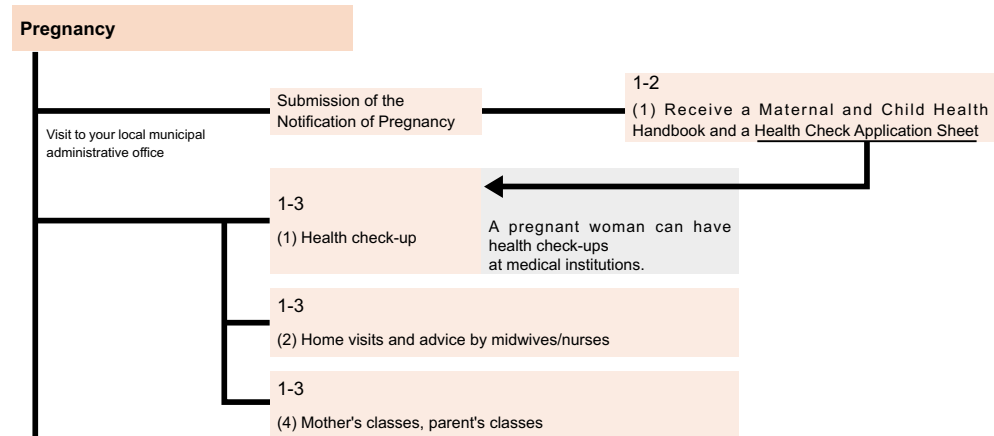 Pregnancy
Submission of the
Notification of Pregnancy
1-2
(1) Receive a Maternal and Child Health
Handbook and a Health Check Application Sheet
Visit to your local municipal
administrative office
1-3
(1) Health check-up
A pregnant woman can have
health check-ups
at medical institutions.
1-3
(2) Home visits and advice by midwives/nurses
1-3
(4) Mother's classes, parent's classes